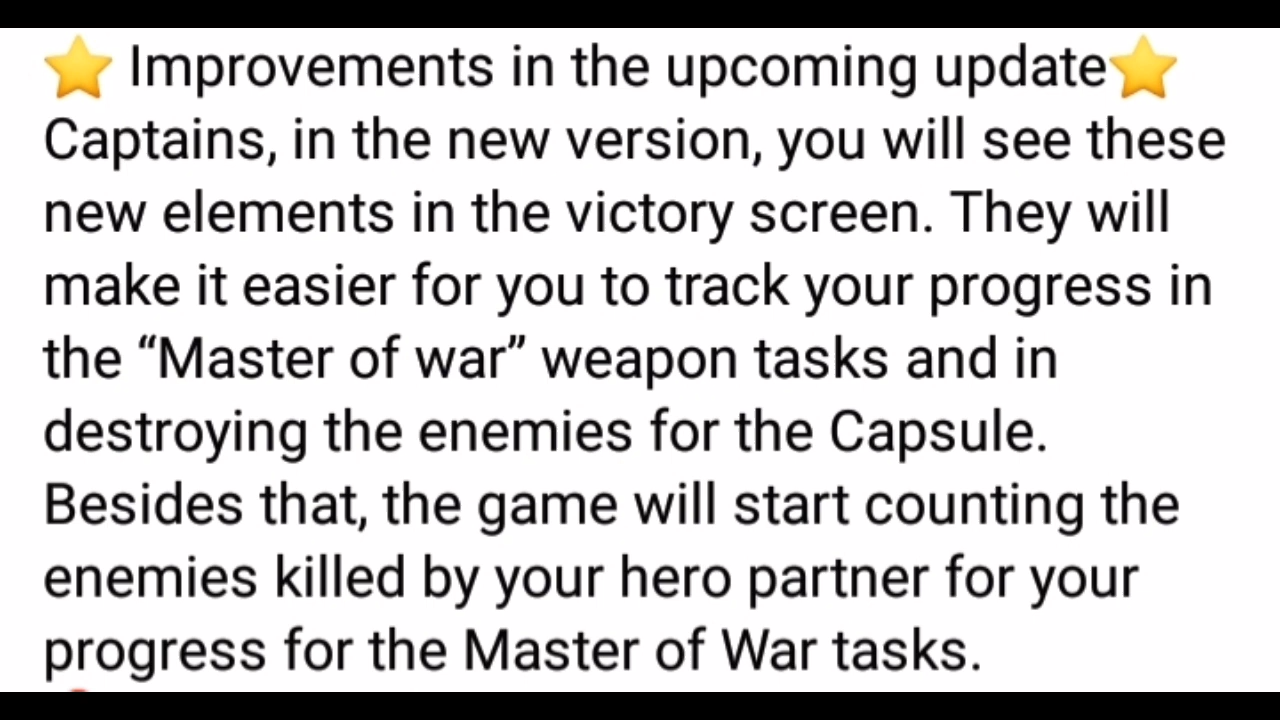 ⭐ Improvements in the upcoming update⭐
Captains, in the new version, you will see these
new elements in the victory screen. They will
make it easier for you to track your progress in
the “Master of war” weapon tasks and in
destroying the enemies for the Capsule.
Besides that, the game will start counting the
enemies killed by your hero partner for your
progress for the Master of War tasks.